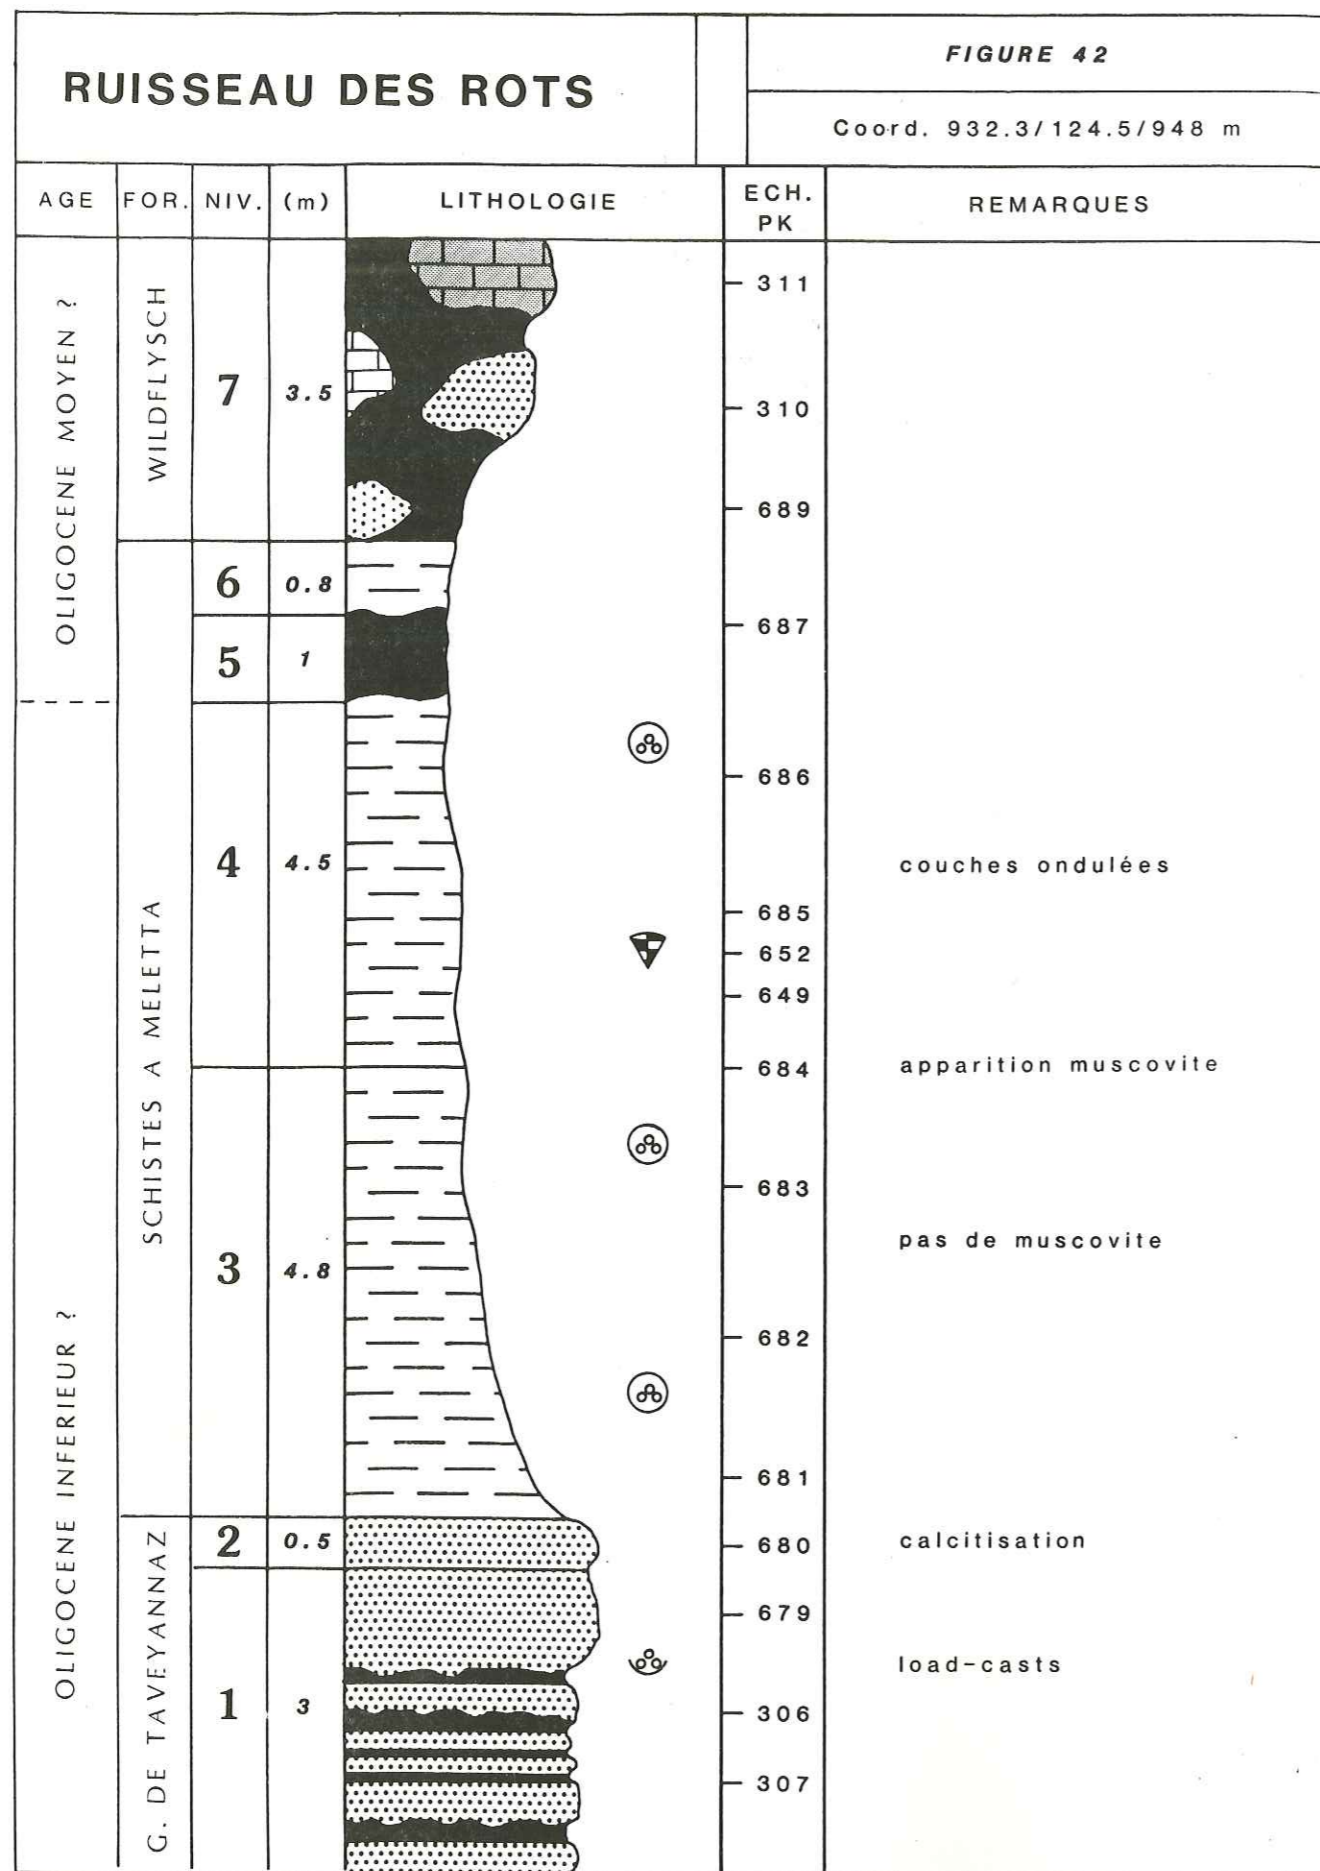 RUISSEAU DES ROTS
FIGURE 42
Coord. 932.3/124.5/948 m
AGE FOR. NIV. (m) LITHOLOGIE ECH. PK REMARQUES
OLIGOCENE MOYEN ?
OLIGOCENE INFERIEUR ?
WILDFLYSCH
SCHISTES A MELETTA
G. DE TAVEYANNAZ
7 3.5
6 0.8
5 1
4 4.5
3 4.8
2 0.5
1 3
311
310
689
687
686
couches ondulées
685
652
649
684 apparition muscovite
683
pas de muscovite
682
681
680 calcitisation
679
load-casts
306
307